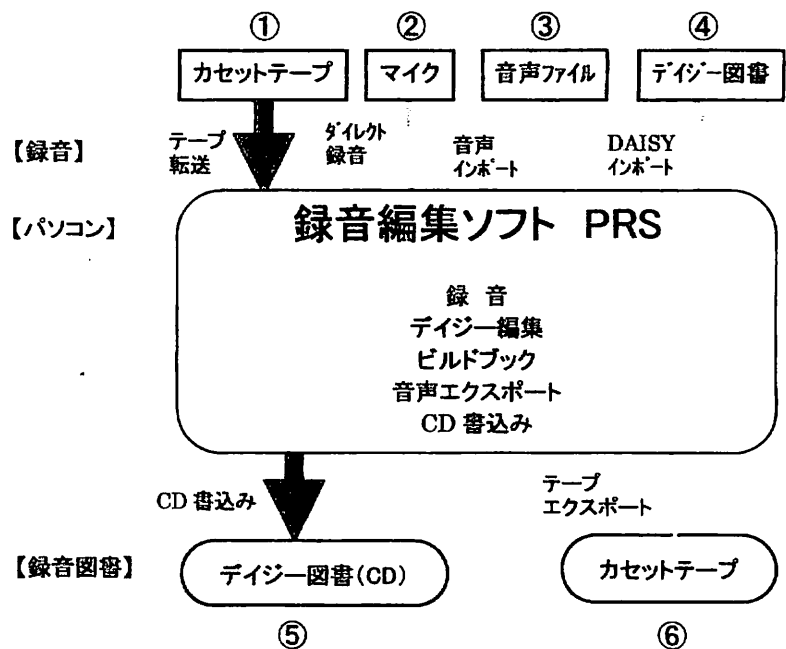 ① ② ③ ④
カセットテープ マイク 音声ファイル デイジー図書
【録音】 テープ転送 ダイレクト録音 音声インポート DAISYインポート
【パソコン】 録音編集ソフト PRS
録 音
デイジー編集
ビルドブック
音声エクスポート
CD 書込み
CD 書込み テープエクスポート
【録音図書】 デイジー図書(CD) カセットテープ
⑤ ⑥